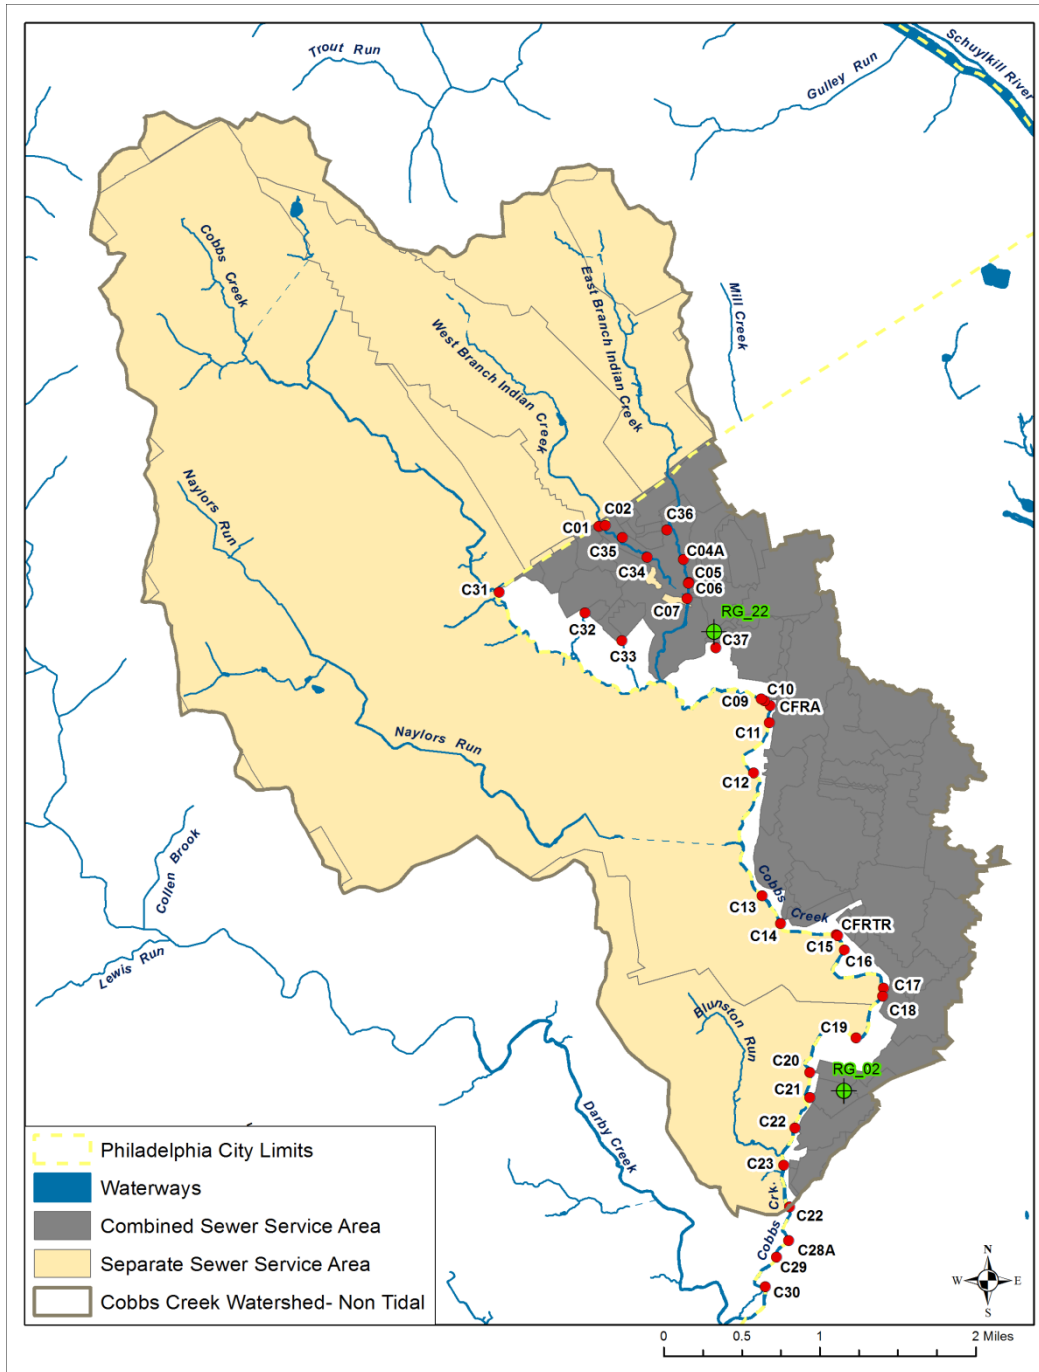 Trout Run
Gulley Run
Schuylkill River
Cobbs Creek
East Branch Indian Creek
Mill Creek
West Branch Indian Creek
Naylors Run
C02
C01
C36
C35
C04A
C34
C05
C06
C31
C07
RG_22
C32
C37
C33
C10
C09
CFRA
C11
Naylors Run
C12
Collen Brook
Cobbs Creek
C13
CFRTR
C14
C15
C16
Lewis Run
C17
C18
Blunston Run
C19
C20
RG_02
C21
Darby Creek
C22
C23
Cobbs Crk.
C22
C28A
C29
C30
Philadelphia City Limits
Waterways
Combined Sewer Service Area
Separate Sewer Service Area
Cobbs Creek Watershed- Non Tidal
N
W E
S
0 0.5 1 2 Miles